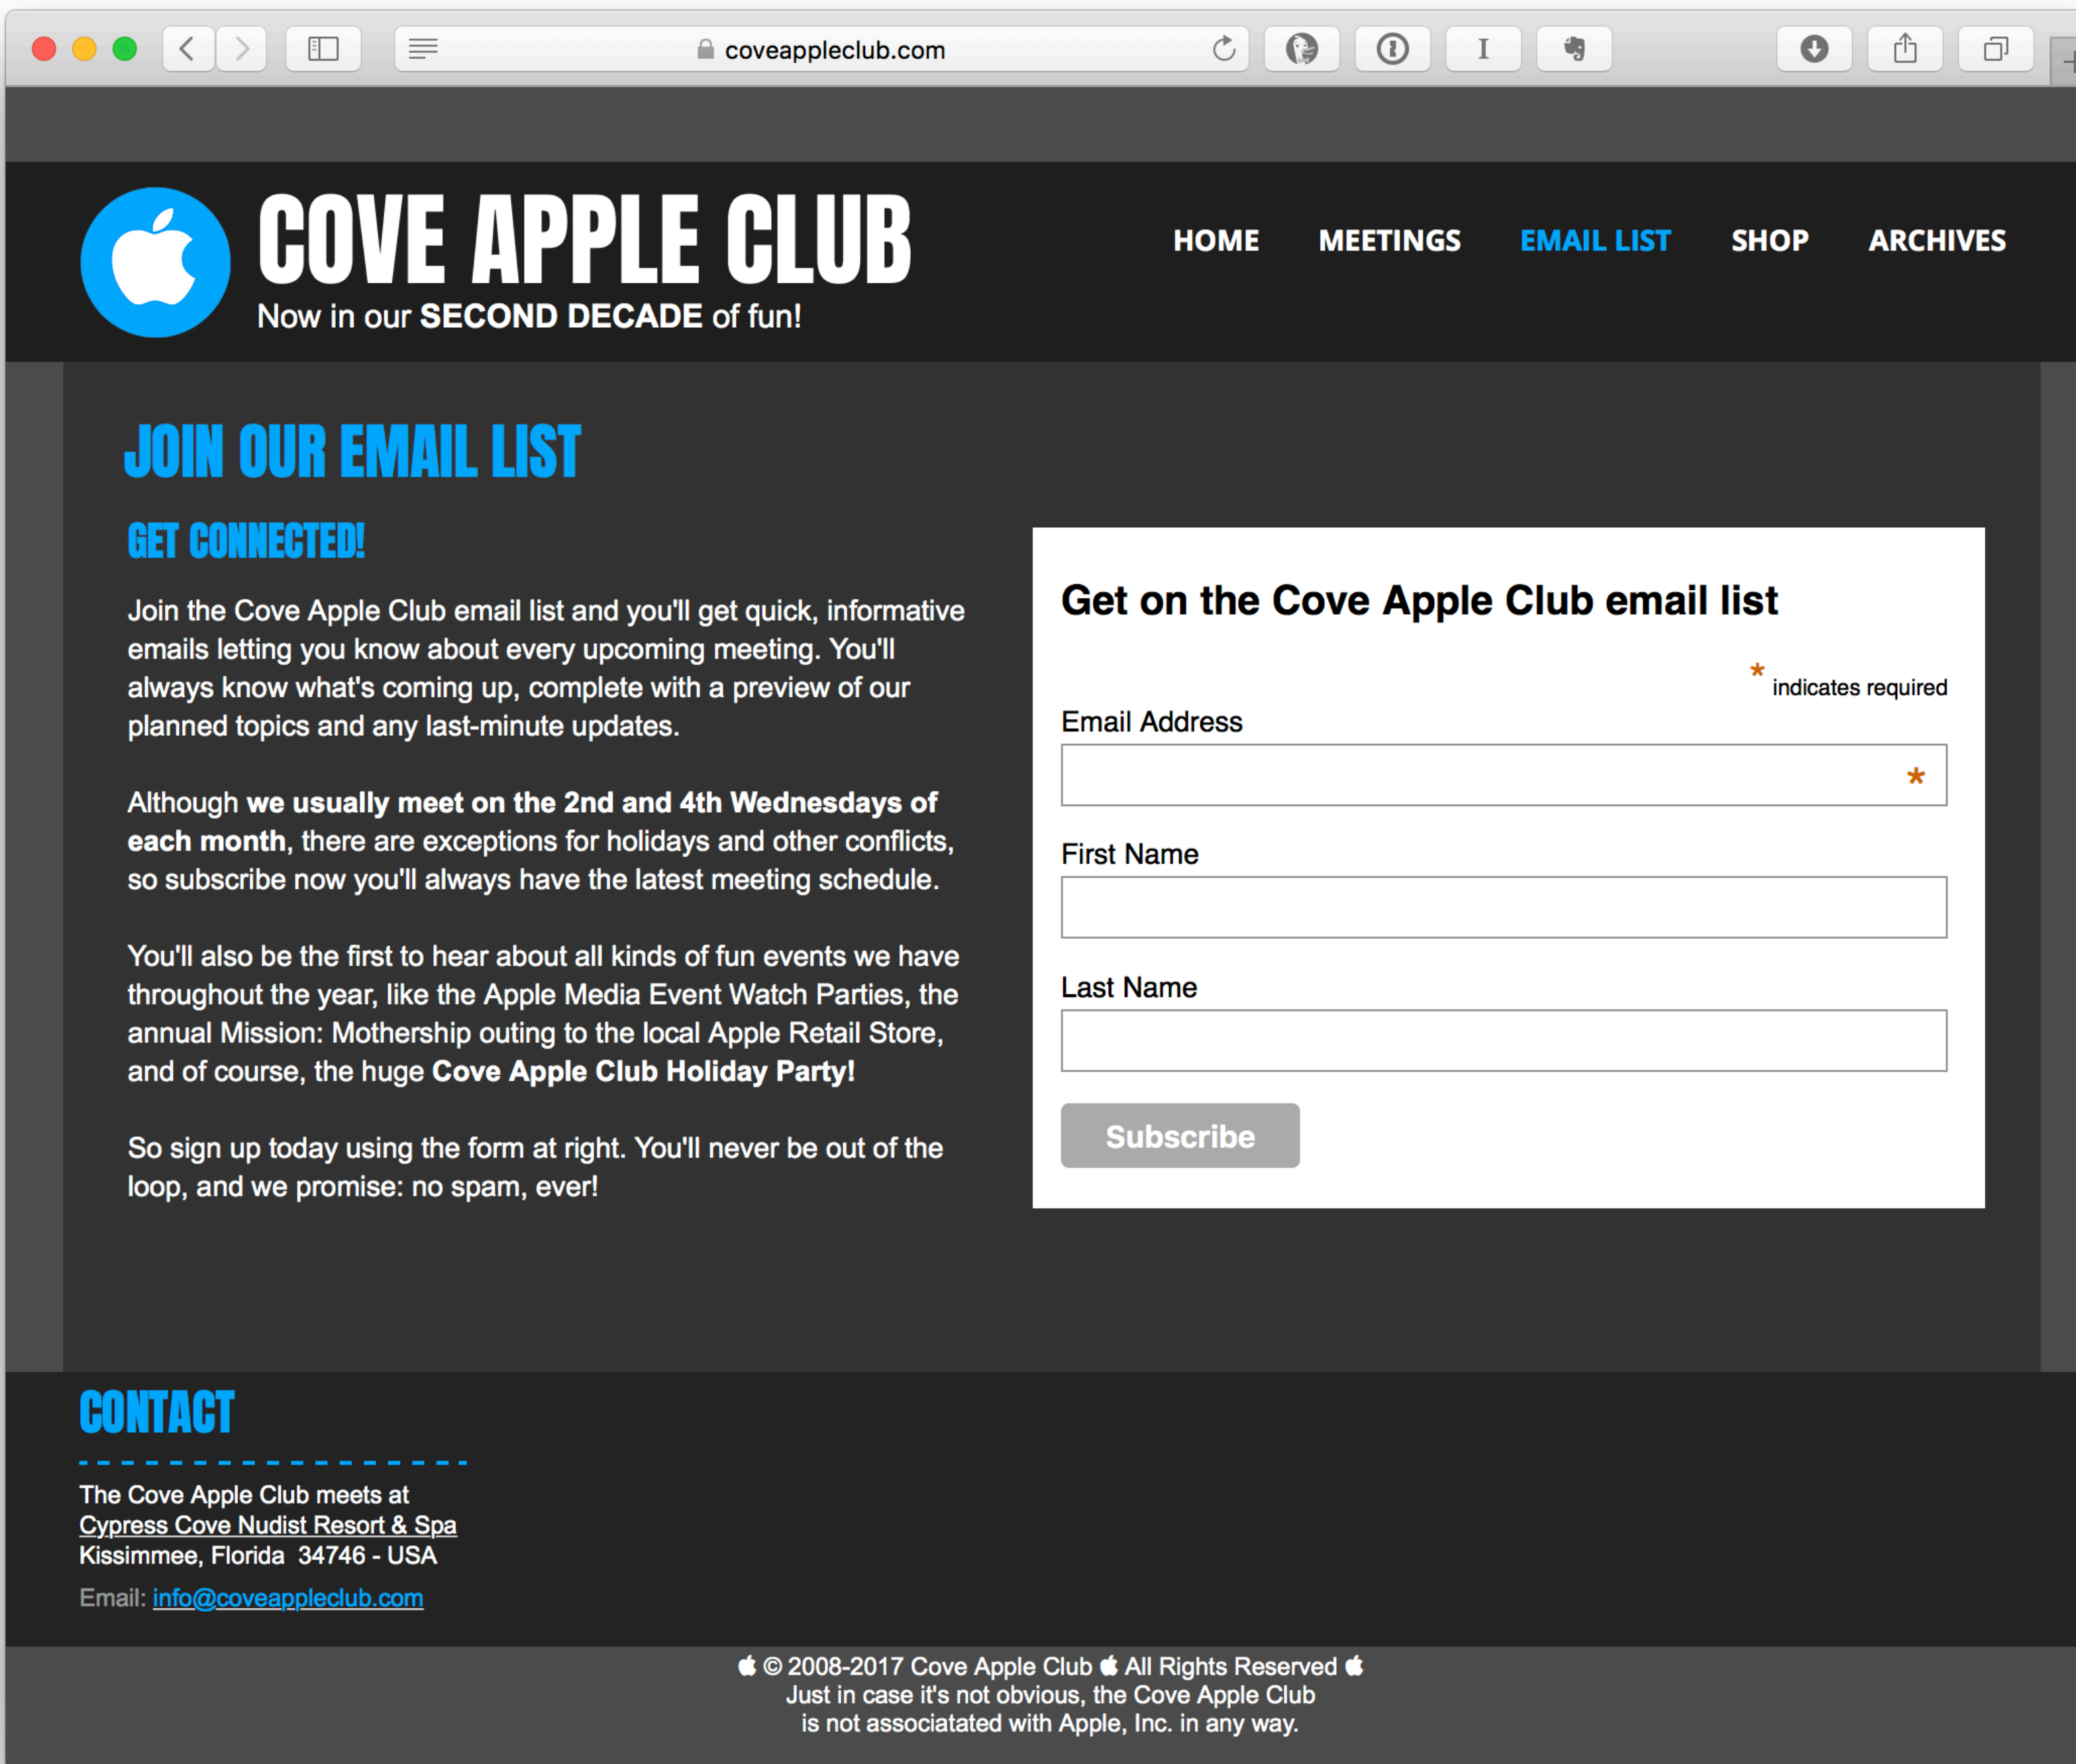 coveappleclub.com
COVE APPLE CLUB
Now in our SECOND DECADE of fun!
HOME MEETINGS EMAIL LIST SHOP ARCHIVES
JOIN OUR EMAIL LIST
GET CONNECTED!
Join the Cove Apple Club email list and you'll get quick, informative
emails letting you know about every upcoming meeting. You'll
always know what's coming up, complete with a preview of our
planned topics and any last-minute updates.
Although we usually meet on the 2nd and 4th Wednesdays of
each month, there are exceptions for holidays and other conflicts,
so subscribe now you'll always have the latest meeting schedule.
You'll also be the first to hear about all kinds of fun events we have
throughout the year, like the Apple Media Event Watch Parties, the
annual Mission: Mothership outing to the local Apple Retail Store,
and of course, the huge Cove Apple Club Holiday Party!
So sign up today using the form at right. You'll never be out of the
loop, and we promise: no spam, ever!
Get on the Cove Apple Club email list
* indicates required
Email Address
*
First Name
Last Name
Subscribe
CONTACT
The Cove Apple Club meets at
Cypress Cove Nudist Resort & Spa
Kissimmee, Florida 34746 - USA
Email: info@coveappleclub.com
© 2008-2017 Cove Apple Club All Rights Reserved
Just in case it's not obvious, the Cove Apple Club
is not associatated with Apple, Inc. in any way.